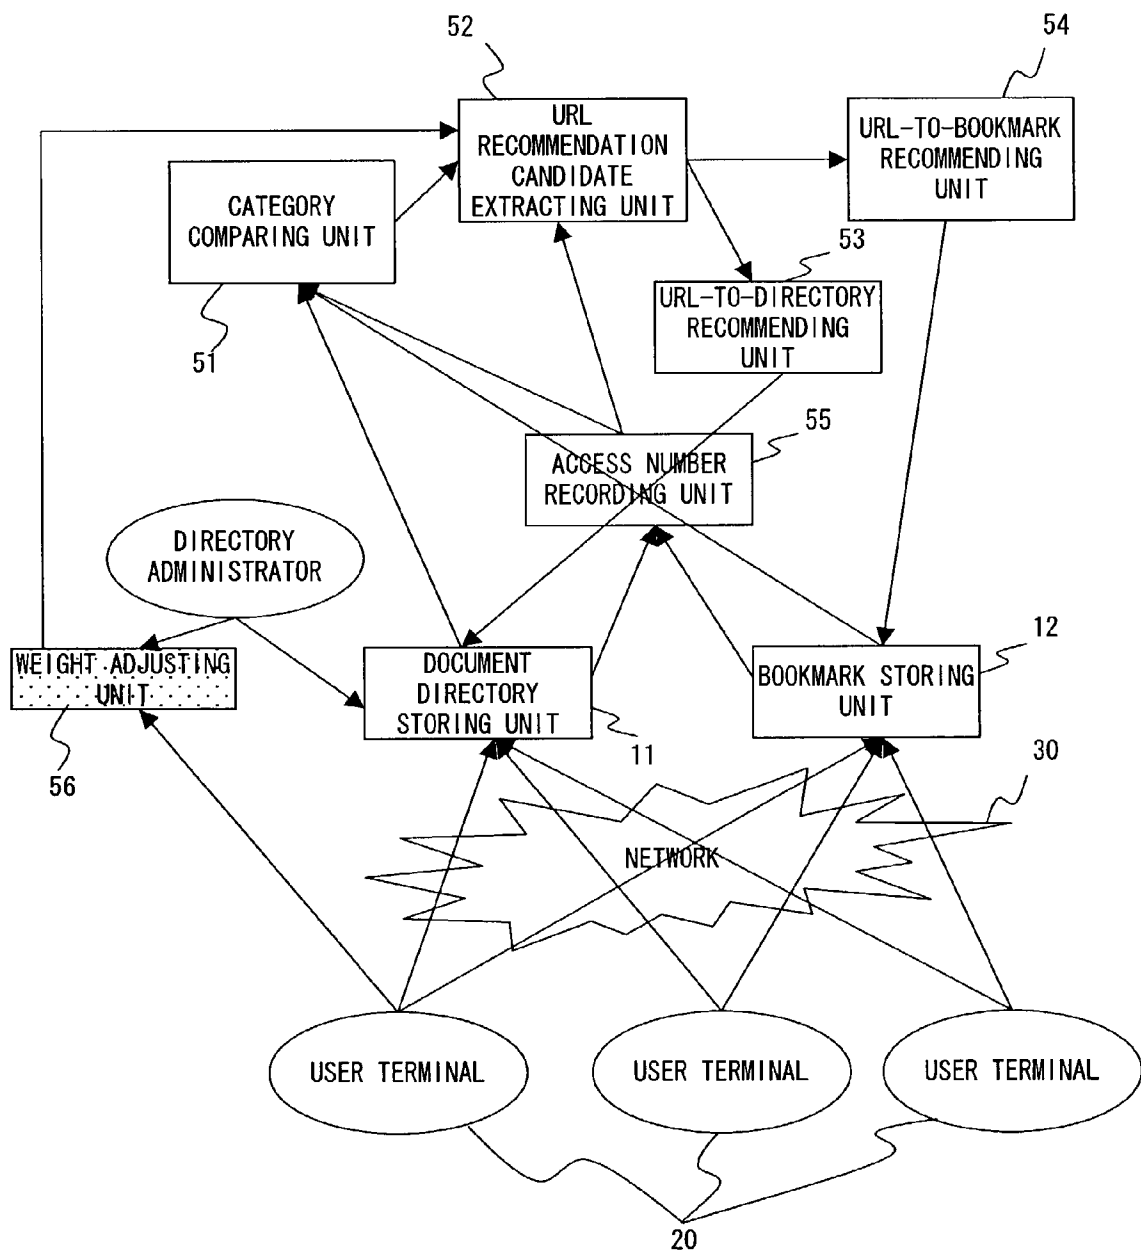 52
54
URL
RECOMMENDATION
CANDIDATE
EXTRACTING UNIT
URL-TO-BOOKMARK
RECOMMENDING
UNIT
CATEGORY
COMPARING UNIT
53
URL-TO-DIRECTORY
RECOMMENDING
UNIT
51
55
ACCESS NUMBER
RECORDING UNIT
DIRECTORY
ADMINISTRATOR
12
WEIGHT ADJUSTING
UNIT
DOCUMENT
DIRECTORY
STORING UNIT
BOOKMARK STORING
UNIT
56
11
30
NETWORK
USER TERMINAL
USER TERMINAL
USER TERMINAL
20